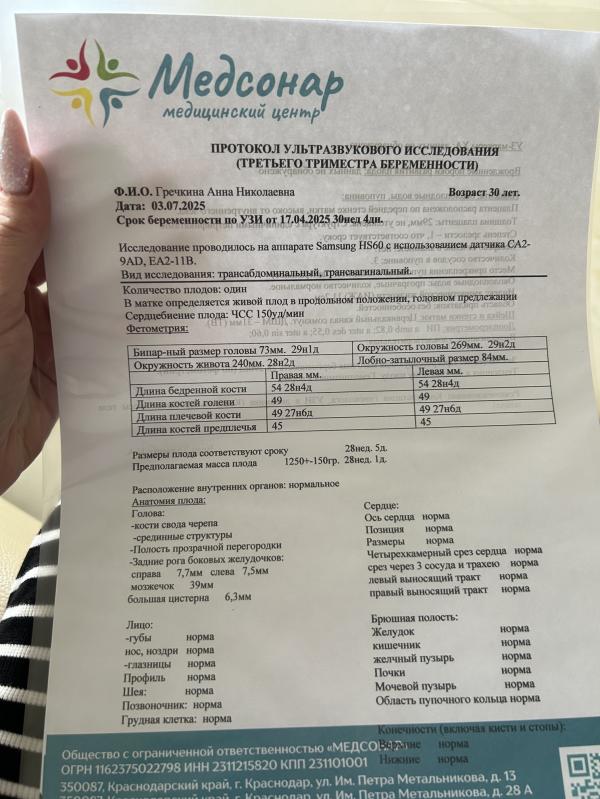 Медсонар
медицинский центр
ПРОТОКОЛ УЛЬТРАЗВУКОВОГО ИССЛЕДОВАНИЯ
(ТРЕТЬЕГО ТРИМЕСТРА БЕРЕМЕННОСТИ)
Ф.И.О. Гречкина Анна Николаевна Возраст 30 лет.
Дата: 03.07.2025
Срок беременности по УЗИ от 17.04.2025 30нед 4дн.
Исследование проводилось на аппарате Samsung HS60 с использованием датчика CA2-
9AD, EA2-11B.
Вид исследования: трансабдоминальный, трансвагинальный.
Количество плодов: один
В матке определяется живой плод в продольном положении, головном предлежании
Сердцебиение плода: ЧСС 150уд/мин
Фетометрия:
Бипар-ный размер головы 73мм. 29н1д Окружность головы 269мм. 29н2д
Окружность живота 240мм. 28н2д Лобно-затылочный размер 84мм.
Правая мм. Левая мм.
Длина бедренной кости 54 28н4д 54 28н4д
Длина костей голени 49 49
Длина плечевой кости 49 27н6д 49 27н6д
Длина костей предплечья 45 45
Размеры плода соответствуют сроку 28нед. 5д.
Предполагаемая масса плода 1250+-150гр. 28нед. 1д.
Расположение внутренних органов: нормальное
Анатомия плода:
Голова:
-кости свода черепа
-срединные структуры
-Полость прозрачной перегородки
-Задние рога боковых желудочков:
справа 7,7мм слева 7,5мм
мозжечок 39мм
большая цистерна 6,3мм
Сердце:
Ось сердца норма
Позиция норма
Размеры норма
Четырехкамерный срез сердца норма
срез через 3 сосуда и трахею норма
левый выносящий тракт норма
правый выносящий тракт норма
Лицо:
-губы норма
нос, ноздри норма
-глазницы норма
Профиль норма
Шея: норма
Позвоночник: норма
Грудная клетка: норма
Брюшная полость:
Желудок норма
кишечник норма
желчный пузырь норма
Почки норма
Мочевой пузырь норма
Область пупочного кольца норма
Конечности (включая кисти и стопы):
Верхние норма
Нижние норма
Общество с ограниченной ответственностью «МЕДСОНАР»
ОГРН 1162375022798 ИНН 2311215820 КПП 231101001
350087, Краснодарский край, г. Краснодар, ул. Им. Петра Метальникова, д. 13
350087, Краснодарский край, г. Краснодар, ул. Им. Петра Метальникова, д. 28 А